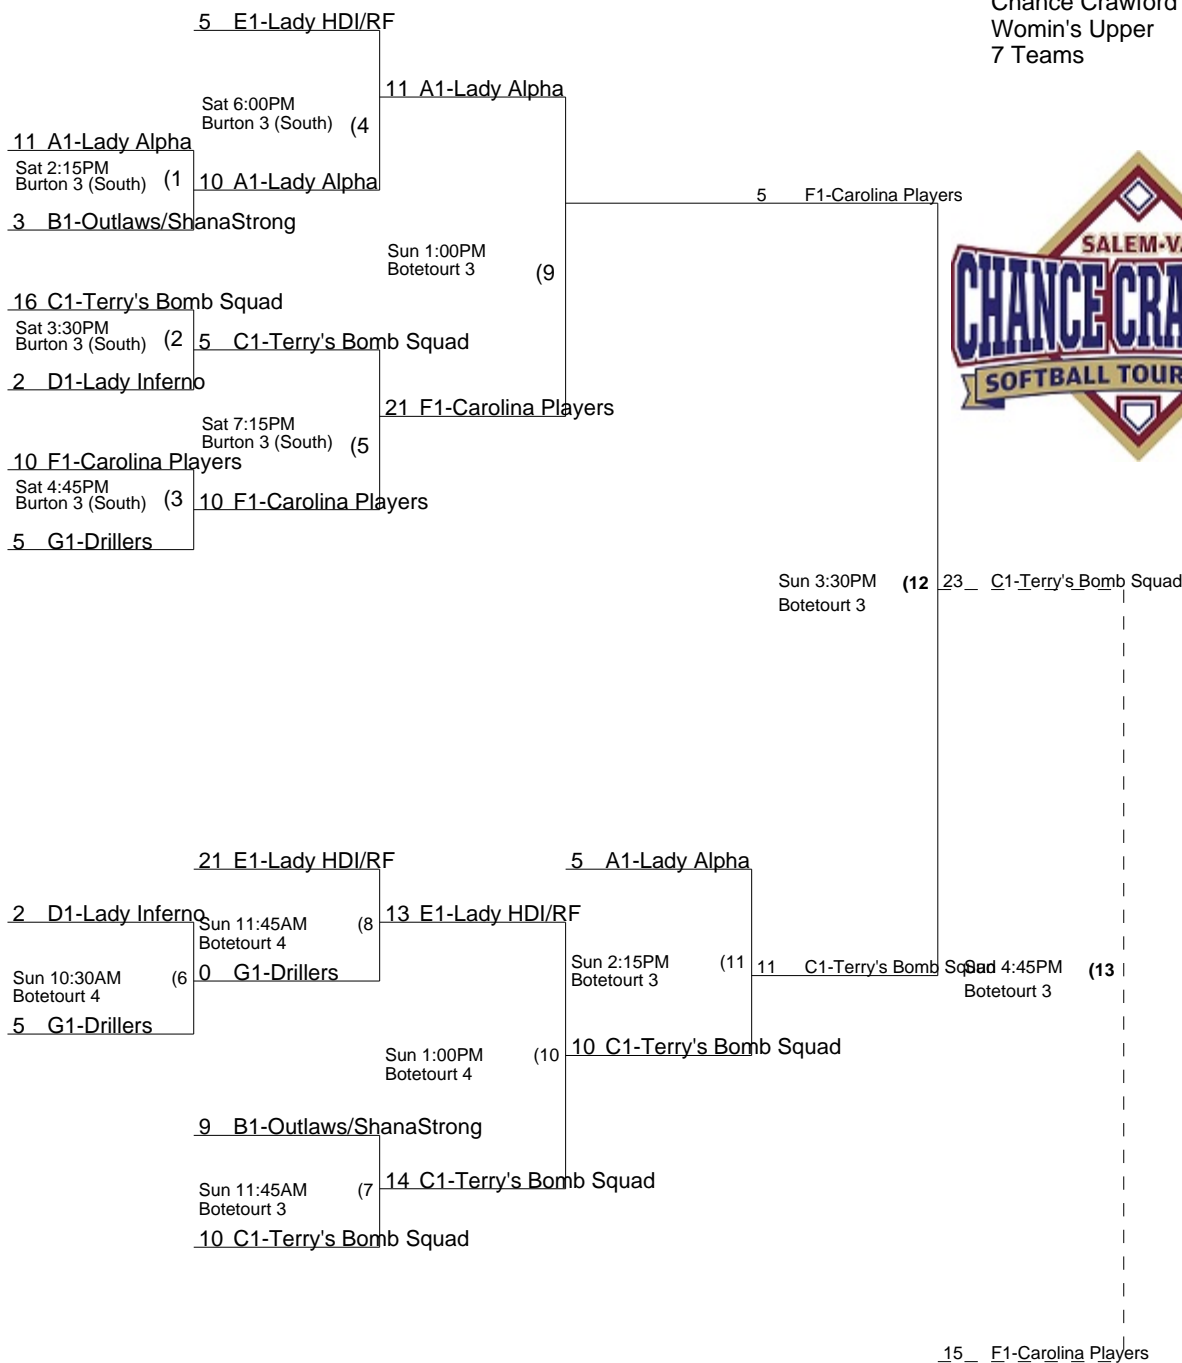 Chance Crawford
Womin's Upper
7 Teams
5 E1-Lady HDI/RF
11 A1-Lady Alpha
Sat 6:00PM
Burton 3 (South) (4
11 A1-Lady Alpha
Sat 2:15PM
Burton 3 (South) (1
10 A1-Lady Alpha
5 F1-Carolina Players
3 B1-Outlaws/ShanaStrong
Sun 1:00PM
Botetourt 3 (9
SALEM-VA
CHANCE CRA
SOFTBALL TOUR
16 C1-Terry's Bomb Squad
Sat 3:30PM
Burton 3 (South) (2
5 C1-Terry's Bomb Squad
2 D1-Lady Inferno
21 F1-Carolina Players
Sat 7:15PM
Burton 3 (South) (5
10 F1-Carolina Players
Sat 4:45PM
Burton 3 (South) (3
10 F1-Carolina Players
5 G1-Drillers
Sun 3:30PM (12
Botetourt 3
23 C1-Terry's Bomb Squad
21 E1-Lady HDI/RF
5 A1-Lady Alpha
2 D1-Lady Inferno
Sun 11:45AM (8
Botetourt 4
13 E1-Lady HDI/RF
Sun 10:30AM (6
Botetourt 4
0 G1-Drillers
Sun 2:15PM (11
Botetourt 3
11 C1-Terry's Bomb Squad
Sun 4:45PM (13
Botetourt 3
5 G1-Drillers
Sun 1:00PM (10
Botetourt 4
10 C1-Terry's Bomb Squad
9 B1-Outlaws/ShanaStrong
Sun 11:45AM (7
Botetourt 3
14 C1-Terry's Bomb Squad
10 C1-Terry's Bomb Squad
15 F1-Carolina Players